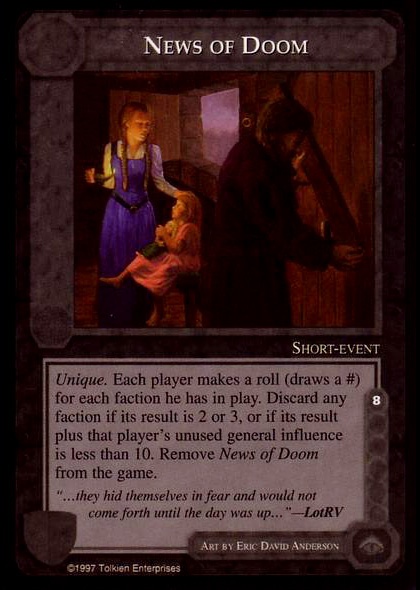 NEWS OF DOOM
SHORT-EVENT
Unique. Each player makes a roll (draws a #)
for each faction he has in play. Discard any
faction if its result is 2 or 3, or if its result
plus that player's unused general influence
is less than 10. Remove News of Doom
from the game.
8
"...they hid themselves in fear and would not
come forth until the day was up..."—LotRV
ART BY ERIC DAVID ANDERSON
©1997 Tolkien Enterprises